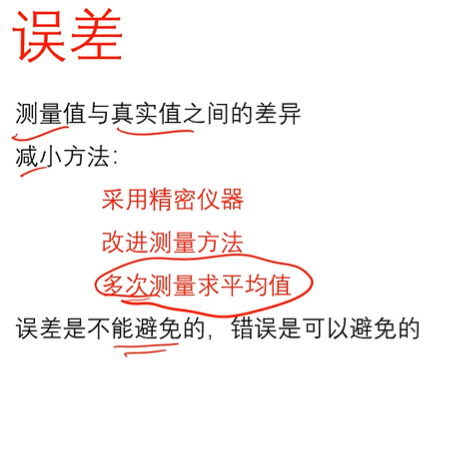 误差
测量值与真实值之间的差异
减小方法：
采用精密仪器
改进测量方法
多次测量求平均值
误差是不能避免的，错误是可以避免的